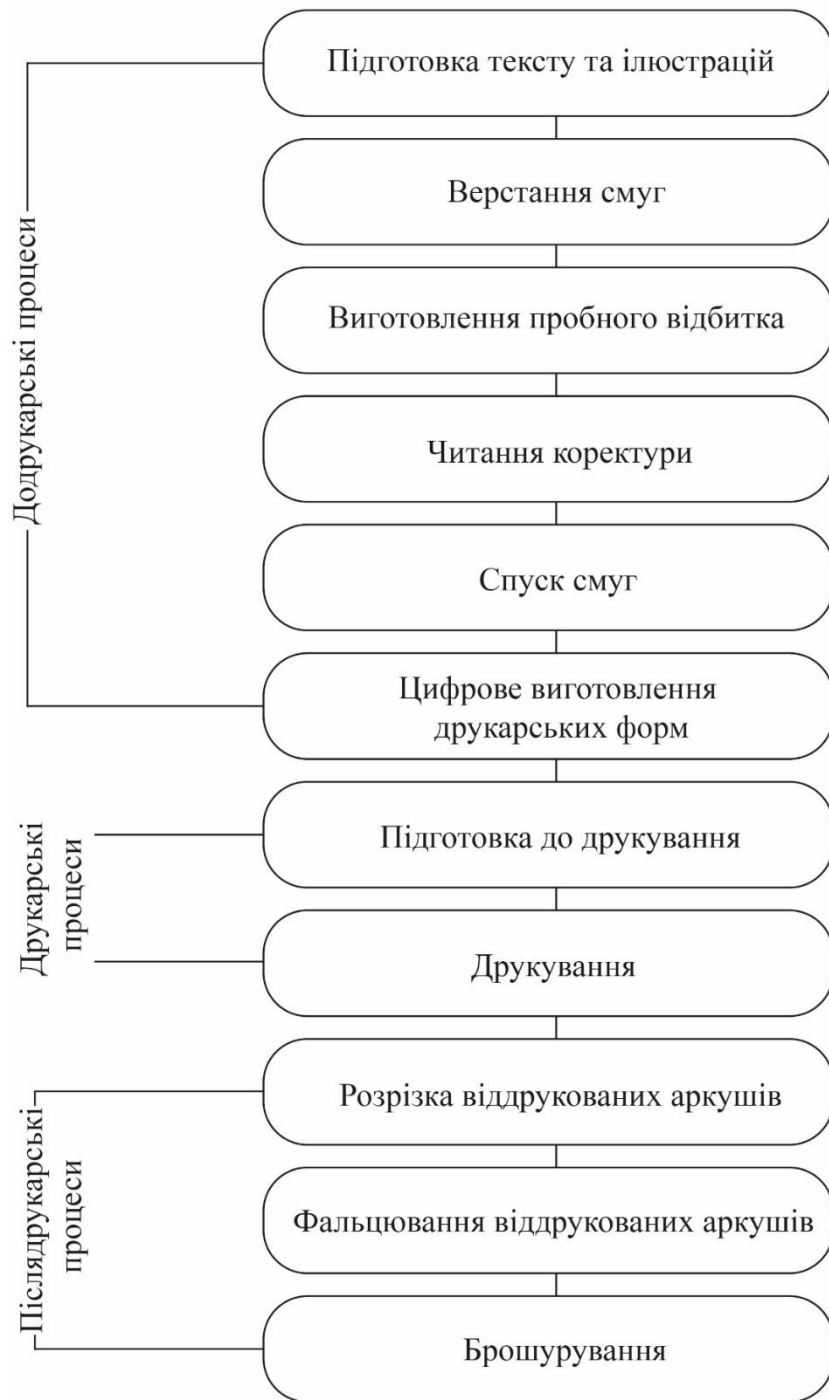 Підготовка тексту та ілюстрацій
Верстання смуг
Виготовлення пробного відбитка
Читання коректури
Спуск смуг
Цифрове виготовлення
друкарських форм
Додрукарські процеси
Підготовка до друкування
Друкування
Друкарські
процеси
Розрізка віддрукованих аркушів
Фальцювання віддрукованих аркушів
Брошурування
Післядрукарські
процеси